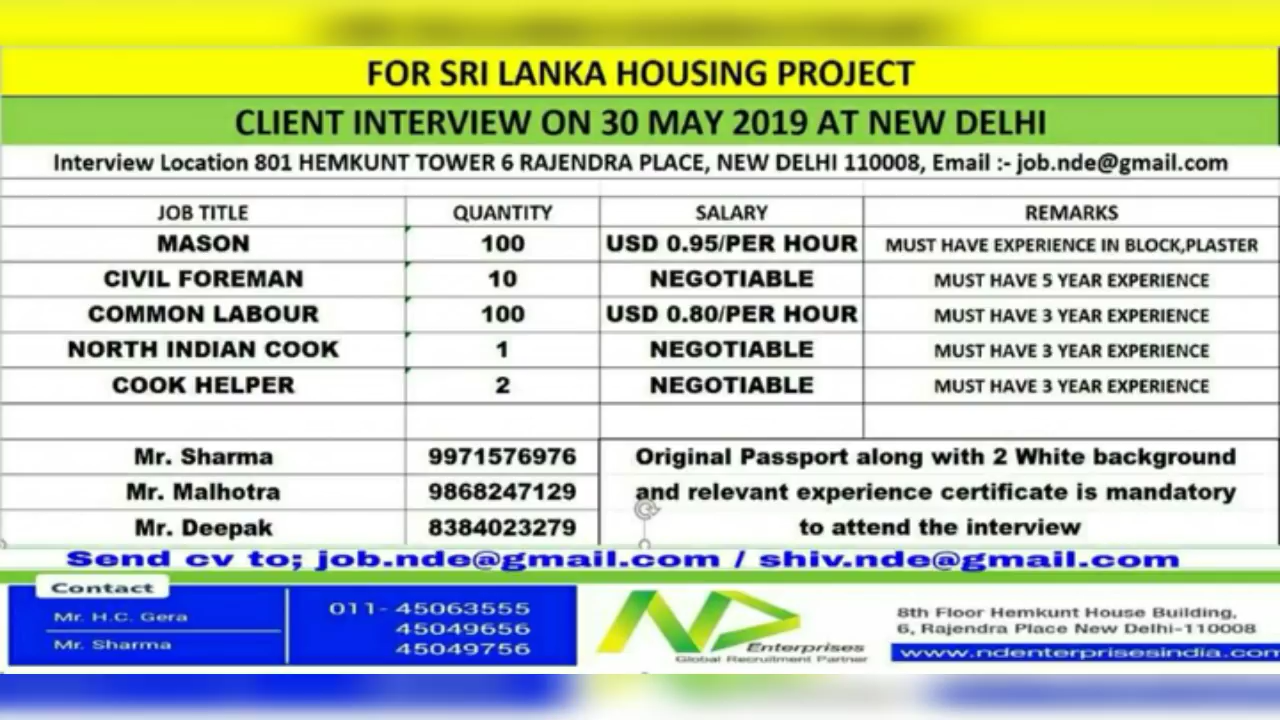 FOR SRI LANKA HOUSING PROJECT
CLIENT INTERVIEW ON 30 MAY 2019 AT NEW DELHI
Interview Location 801 HEMKUNT TOWER 6 RAJENDRA PLACE, NEW DELHI 110008, Email :- job.nde@gmail.com
JOB TITLE QUANTITY SALARY REMARKS
MASON 100 USD 0.95/PER HOUR MUST HAVE EXPERIENCE IN BLOCK,PLASTER
CIVIL FOREMAN 10 NEGOTIABLE MUST HAVE 5 YEAR EXPERIENCE
COMMON LABOUR 100 USD 0.80/PER HOUR MUST HAVE 3 YEAR EXPERIENCE
NORTH INDIAN COOK 1 NEGOTIABLE MUST HAVE 3 YEAR EXPERIENCE
COOK HELPER 2 NEGOTIABLE MUST HAVE 3 YEAR EXPERIENCE
Mr. Sharma 9971576976 Original Passport along with 2 White background
Mr. Malhotra 9868247129 and relevant experience certificate is mandatory
Mr. Deepak 8384023279 to attend the interview
Send cv to; job.nde@gmail.com / shiv.nde@gmail.com
Contact
Mr. H.C. Gera
Mr. Sharma
011- 45063555
45049656
45049756
ND
Enterprises
Global Recruitment Partner
8th Floor Hemkunt House Building,
6, Rajendra Place New Delhi-110008
www.ndenterprisesindia.com